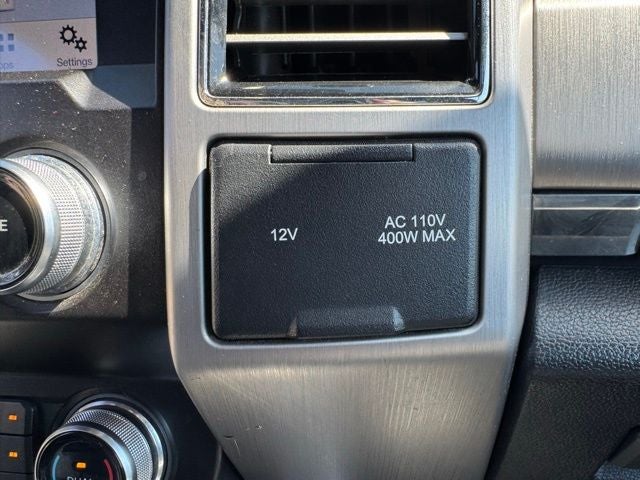 Settings
12V
AC 110V
400W MAX